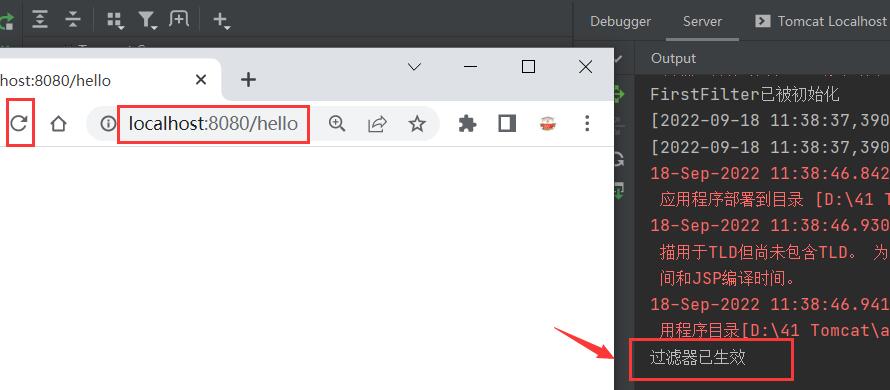 Debugger
Server
Tomcat Localhost
host:8080/hello
Output
localhost:8080/hello
FirstFilter已被初始化
[2022-09-18 11:38:37,390
[2022-09-18 11:38:37,390
18-Sep-2022 11:38:46.842
应用程序部署到目录 [D:\41 T
18-Sep-2022 11:38:46.930
描用于TLD但尚未包含TLD。 为
间和JSP编译时间。
18-Sep-2022 11:38:46.941
用程序目录[D:\41 Tomcat\a
过滤器已生效